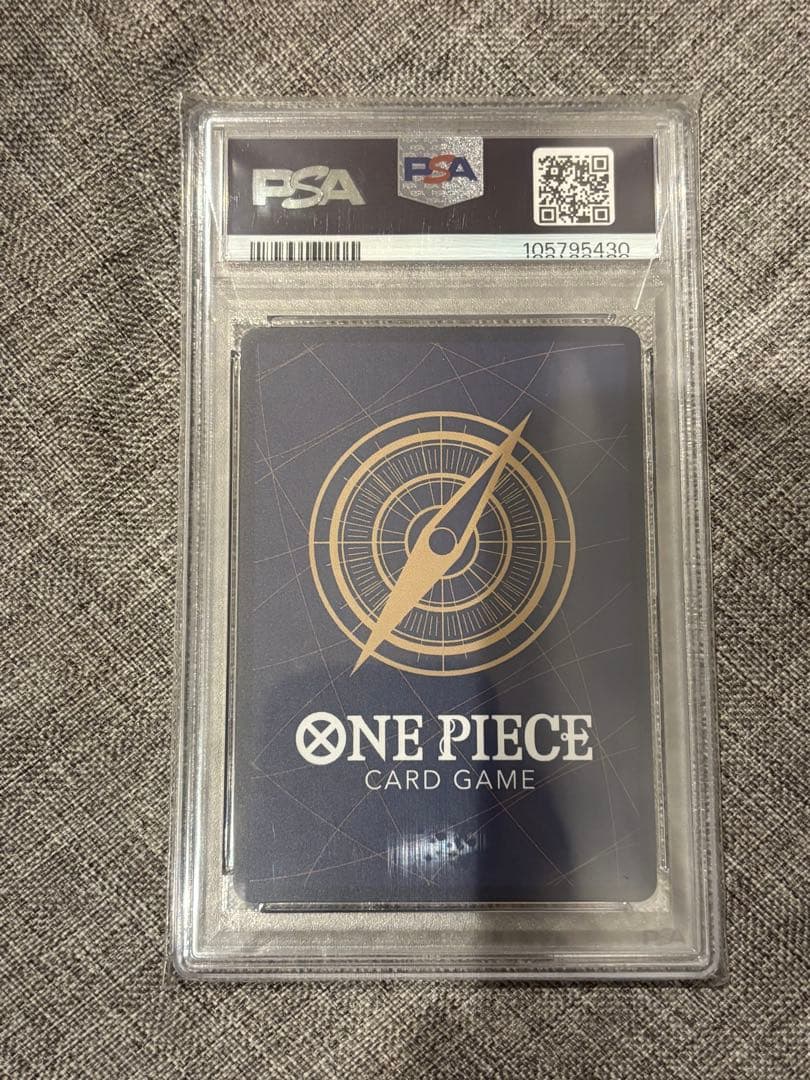 PSA
PSA
105795430
ONE PIECE
CARD GAME